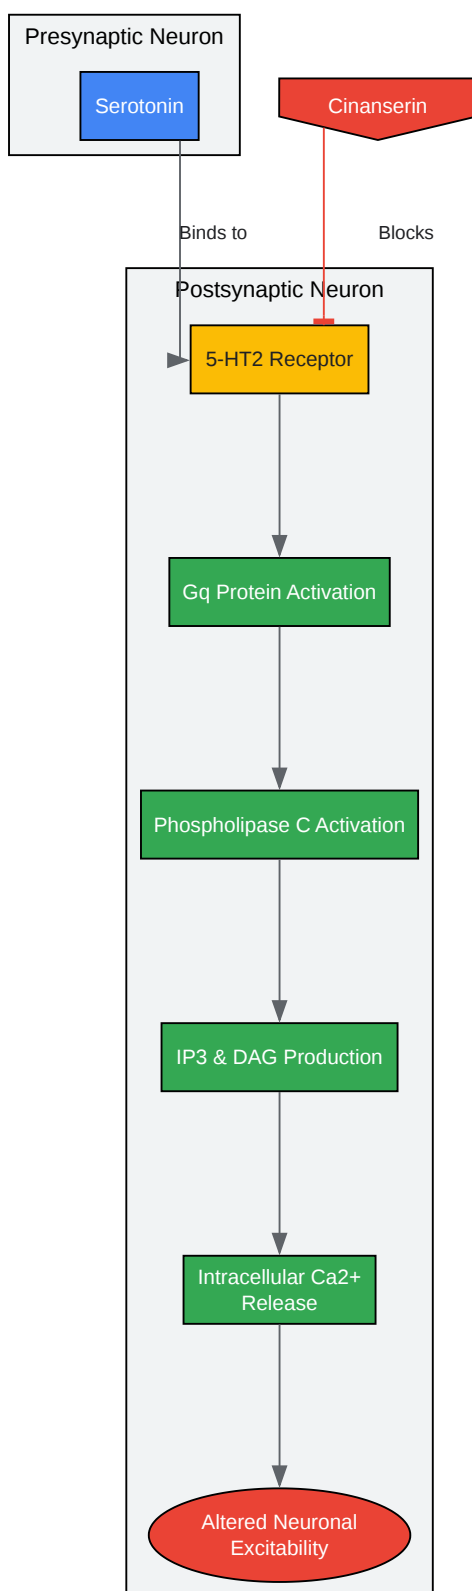 Presynaptic Neuron
Serotonin
Cinanserin
Binds to
Blocks
Postsynaptic Neuron
5-HT2 Receptor
Gq Protein Activation
Phospholipase C Activation
IP3 & DAG Production
Intracellular Ca2+
Release
Altered Neuronal
Excitability